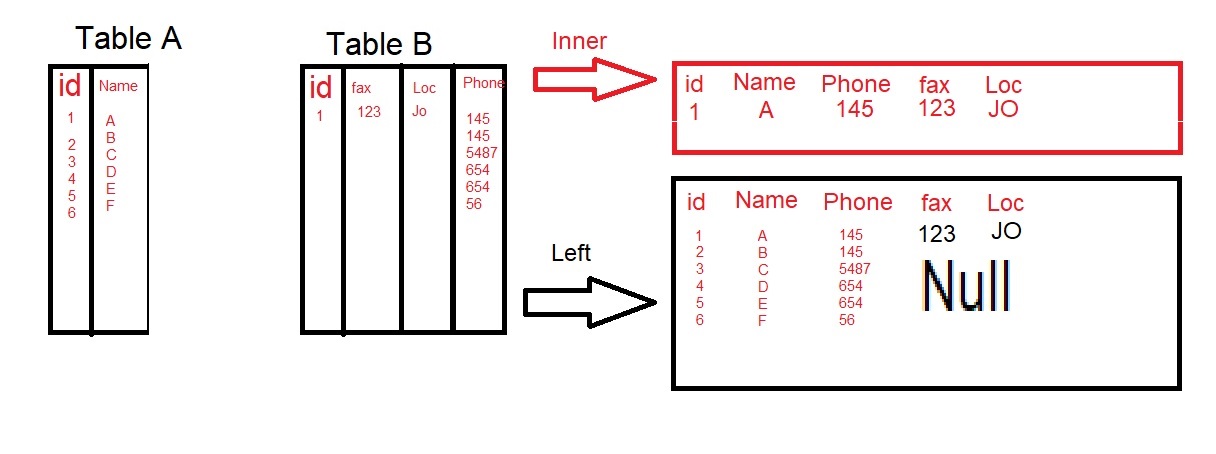 Table A
id Name
1 A
2 B
3 C
4 D
5 E
6 F
Table B
id fax Loc Phone
1 123 Jo 145
145
5487
654
654
56
Inner
id Name Phone fax Loc
1 A 145 123 JO
Left
id Name Phone fax Loc
1 A 145 123 JO
2 B 145
3 C 5487
4 D 654
5 E 654
6 F 56
Null